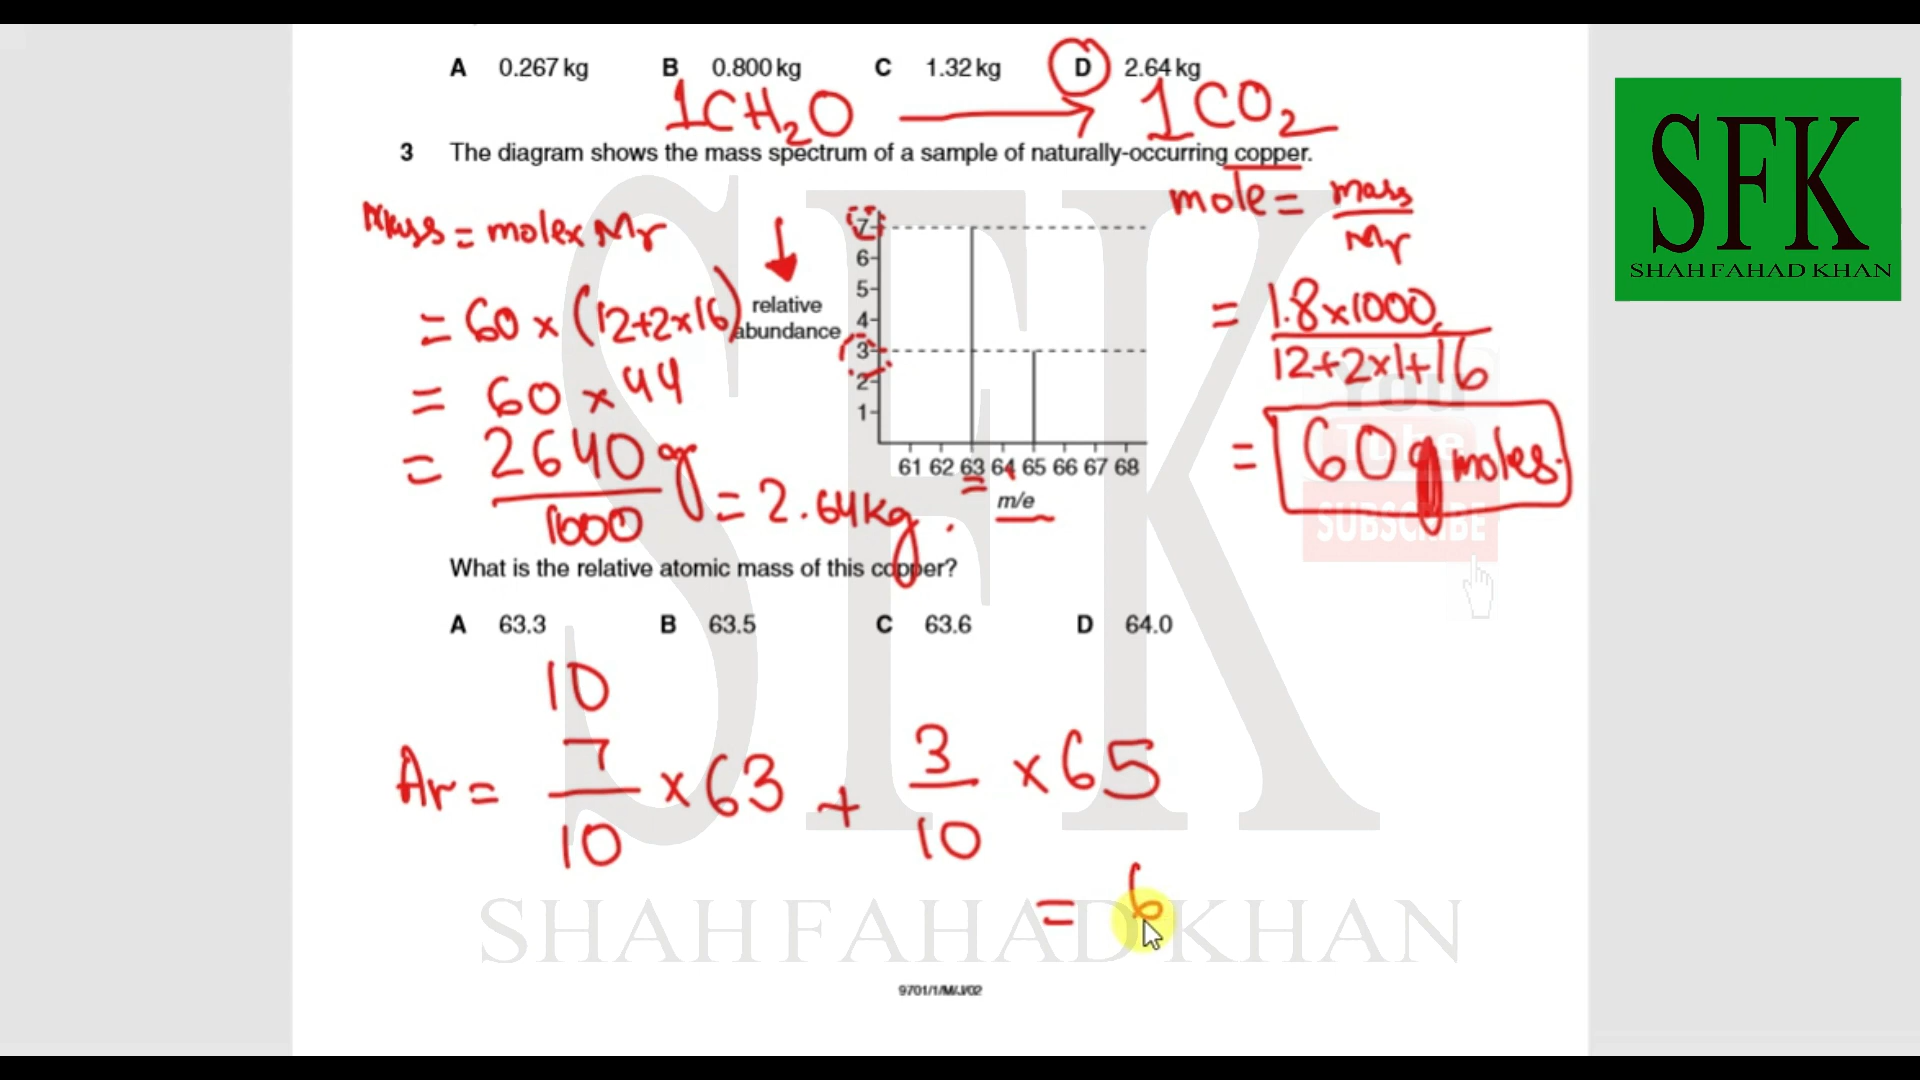 A 0.267 kg B 0.800 kg C 1.32 kg D 2.64 kg
1CH2O → 1CO2
3 The diagram shows the mass spectrum of a sample of naturally-occurring copper.
mass = mole x Mr
= 60 x (12+2x16)
= 60 x 44
= 2640 g
1000
= 2.64 kg.
relative
abundance
7
6
5
4
3
2
1
61 62 63 64 65 66 67 68
m/e
mole = mass
Mr
= 1.8x1000
12+2x1+16
= 60 moles.
You
Tube
SUBSCRIBE
What is the relative atomic mass of this copper?
A 63.3 B 63.5 C 63.6 D 64.0
10
Ar = 7/10 x 63 + 3/10 x 65
= 6
9701/1/M/J/02
SFK
SHAH FAHAD KHAN
SFK
SHAH FAHAD KHAN